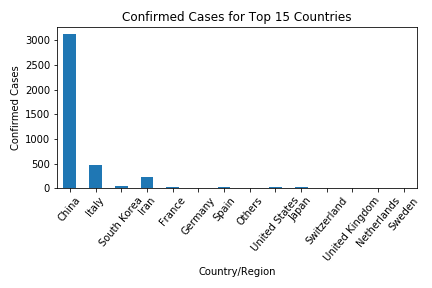 Confirmed Cases for Top 15 Countries
Confirmed Cases
3000
2500
2000
1500
1000
500
0
China
Italy
South Korea
Iran
France
Germany
Spain
Others
United States
Japan
Switzerland
United Kingdom
Netherlands
Sweden
Country/Region